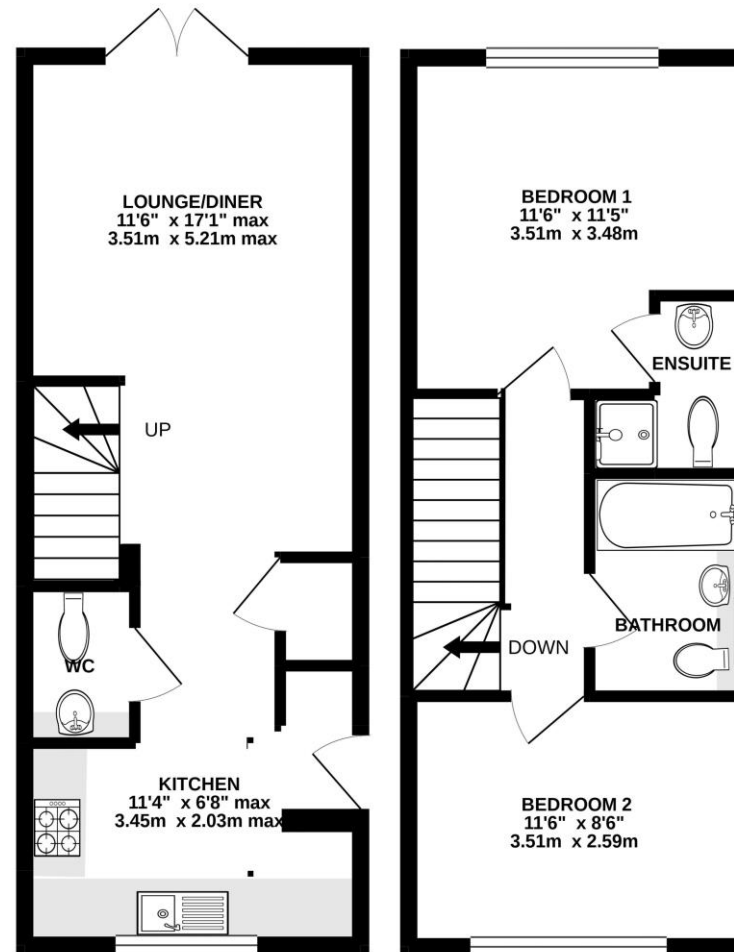 LOUNGE/DINER
11'6" x 17'1" max
3.51m x 5.21m max
UP
WC
KITCHEN
11'4" x 6'8" max
3.45m x 2.03m max
BEDROOM 1
11'6" x 11'5"
3.51m x 3.48m
ENSUITE
BATHROOM
DOWN
BEDROOM 2
11'6" x 8'6"
3.51m x 2.59m